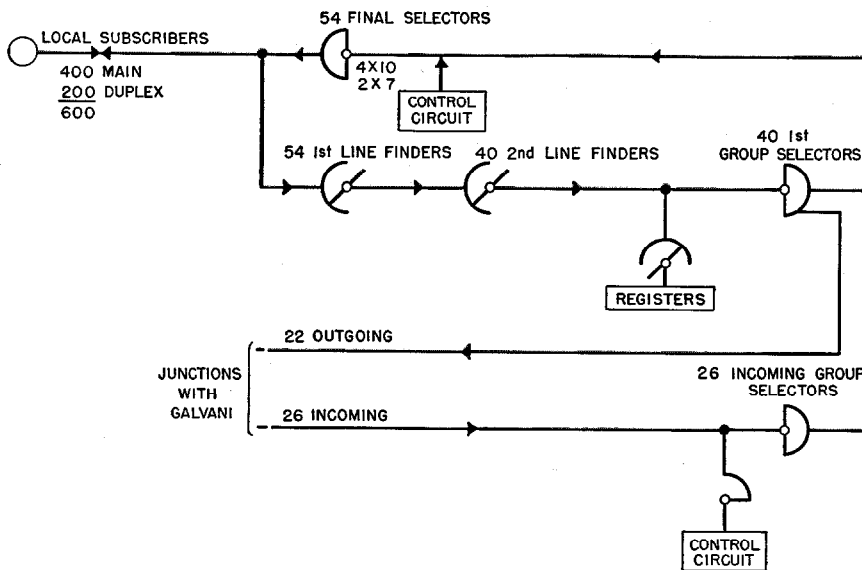 54 FINAL SELECTORS
LOCAL SUBSCRIBERS
400 MAIN
200 DUPLEX
600
4X10
2X7
CONTROL
CIRCUIT
54 1st LINE FINDERS
40 2nd LINE FINDERS
40 1st
GROUP SELECTORS
REGISTERS
22 OUTGOING
JUNCTIONS
WITH
GALVANI
26 INCOMING
26 INCOMING GROUP
SELECTORS
CONTROL
CIRCUIT